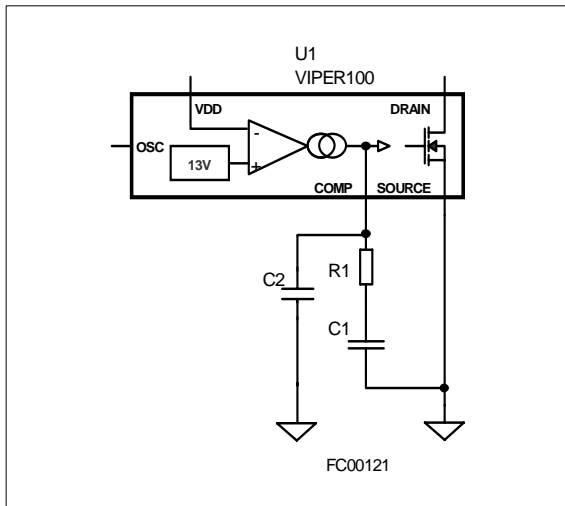 U1
VIPER100
VDD
DRAIN
OSC
-
13V
+
COMP
SOURCE
C2
R1
C1
FC00121